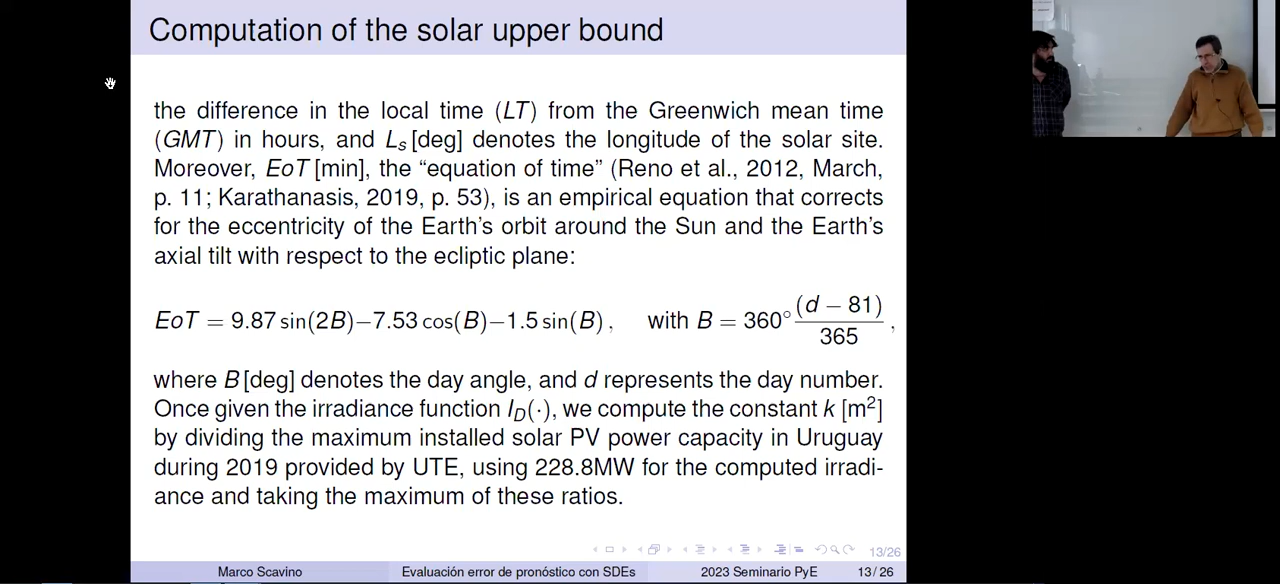 Computation of the solar upper bound
the difference in the local time (LT) from the Greenwich mean time
(GMT) in hours, and Lₛ [deg] denotes the longitude of the solar site.
Moreover, EoT [min], the “equation of time” (Reno et al., 2012, March,
p. 11; Karathanasis, 2019, p. 53), is an empirical equation that corrects
for the eccentricity of the Earth’s orbit around the Sun and the Earth’s
axial tilt with respect to the ecliptic plane:
EoT = 9.87 sin(2B)−7.53 cos(B)−1.5 sin(B) , with B = 360° (d − 81)/365 ,
where B [deg] denotes the day angle, and d represents the day number.
Once given the irradiance function I_D(·), we compute the constant k [m²]
by dividing the maximum installed solar PV power capacity in Uruguay
during 2019 provided by UTE, using 228.8MW for the computed irradi-
ance and taking the maximum of these ratios.
13/26
Marco Scavino Evaluación error de pronóstico con SDEs 2023 Seminario PyE 13 / 26